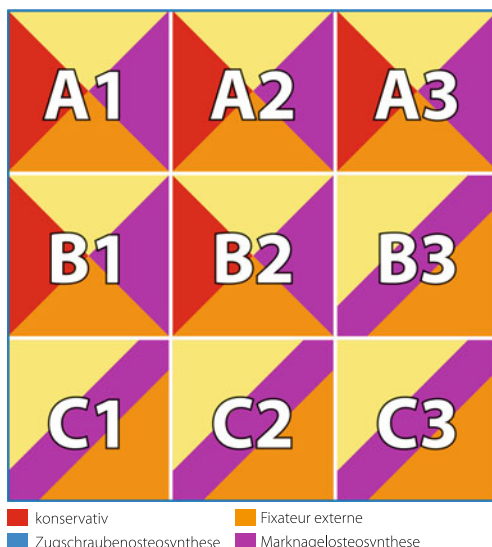 A1 A2 A3
B1 B2 B3
C1 C2 C3
konservativ Fixateur externe
Zugschraubenosteosynthese Marknagelosteosynthese